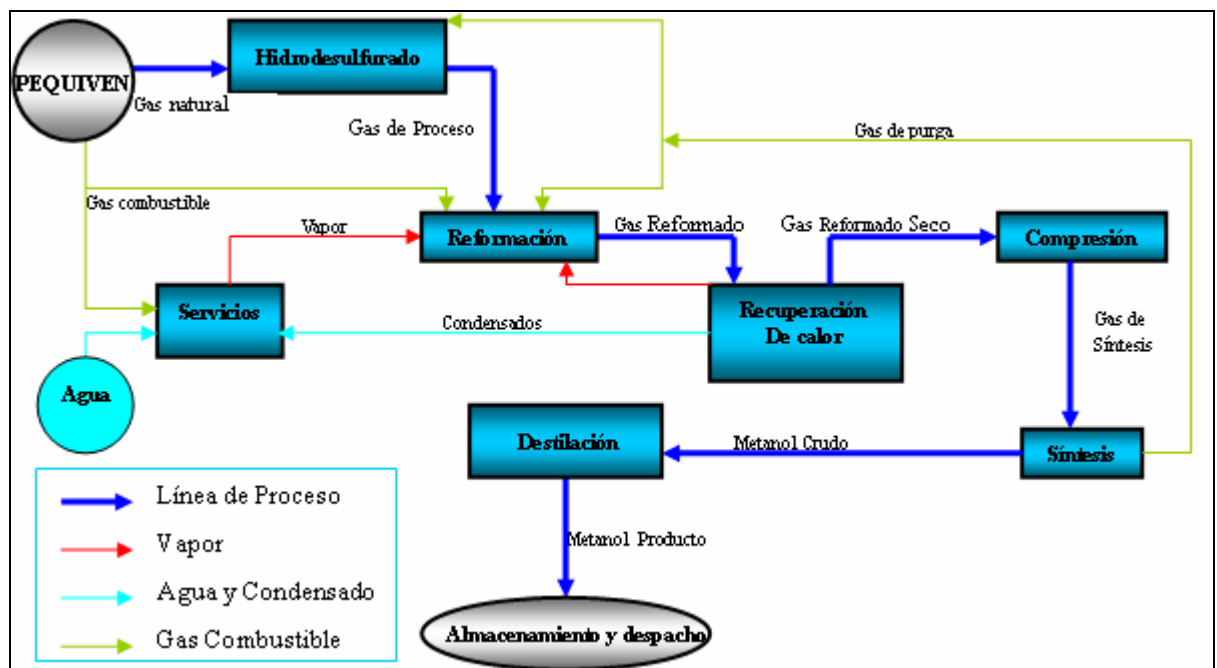 Hidrodesulfurado
PEQUIVEN
Gas natural
Gas de Proceso
Gas de purga
Gas combustible
Vapor
Reformación
Gas Reformado
Gas Reformado Seco
Compresión
Servicios
Condensados
Recuperación
De calor
Gas de
Síntesis
Agua
Destilación
Metanol Crudo
Síntesis
Línea de Proceso
Vapor
Agua y Condensado
Gas Combustible
Metanol Producto
Almacenamiento y despacho